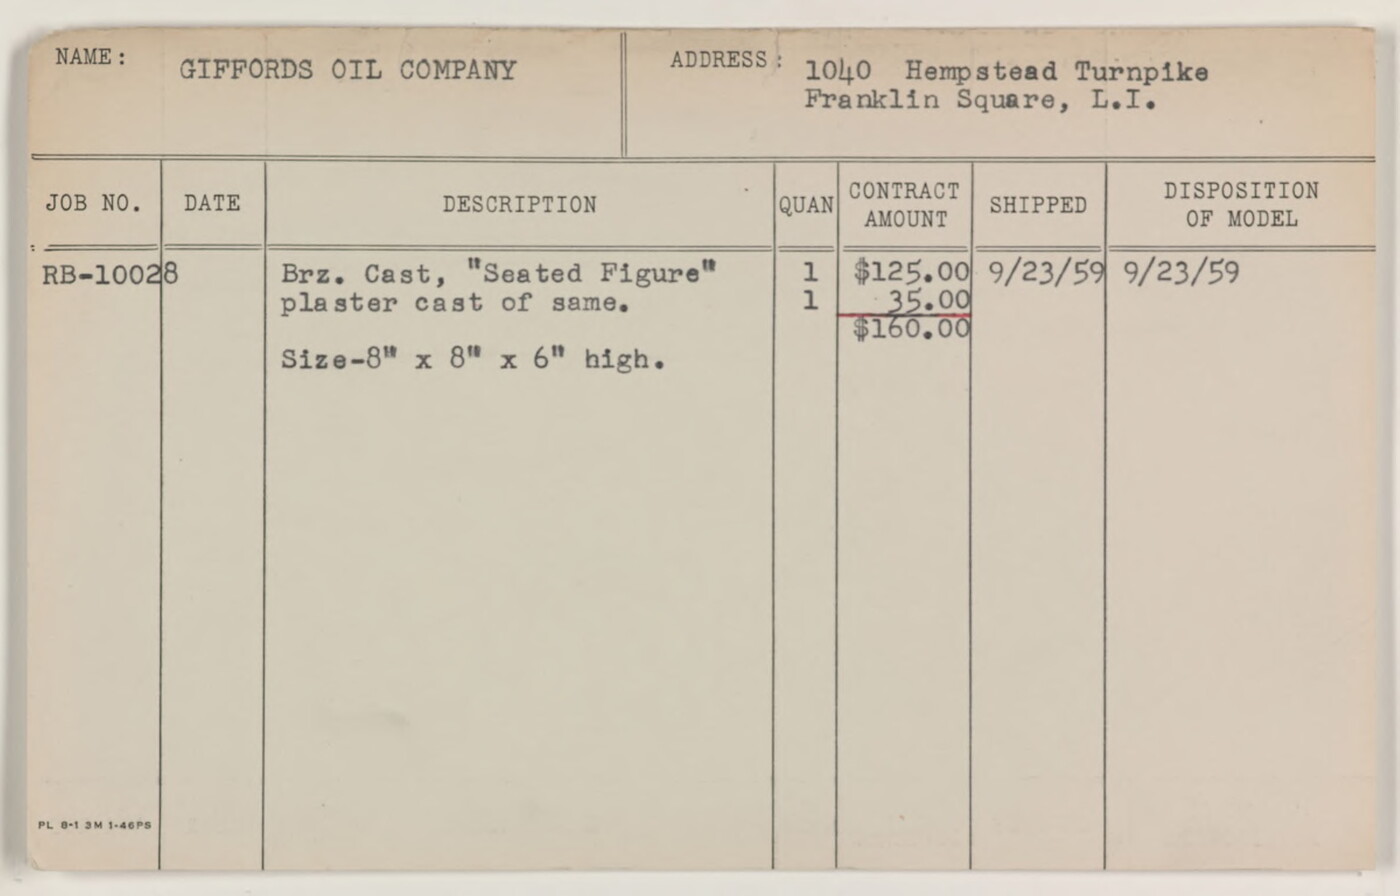 NAME: GIFFORDS OIL COMPANY ADDRESS: 1040 Hempstead Turnpike
Franklin Square, L.I.
JOB NO. DATE DESCRIPTION QUAN CONTRACT AMOUNT SHIPPED DISPOSITION OF MODEL
RB-10028 Brz. Cast, "Seated Figure" 1 $125.00 9/23/59 9/23/59
plaster cast of same. 1 35.00
$160.00
Size-8" x 8" x 6" high.
PL 8-1 3M 1-46PS